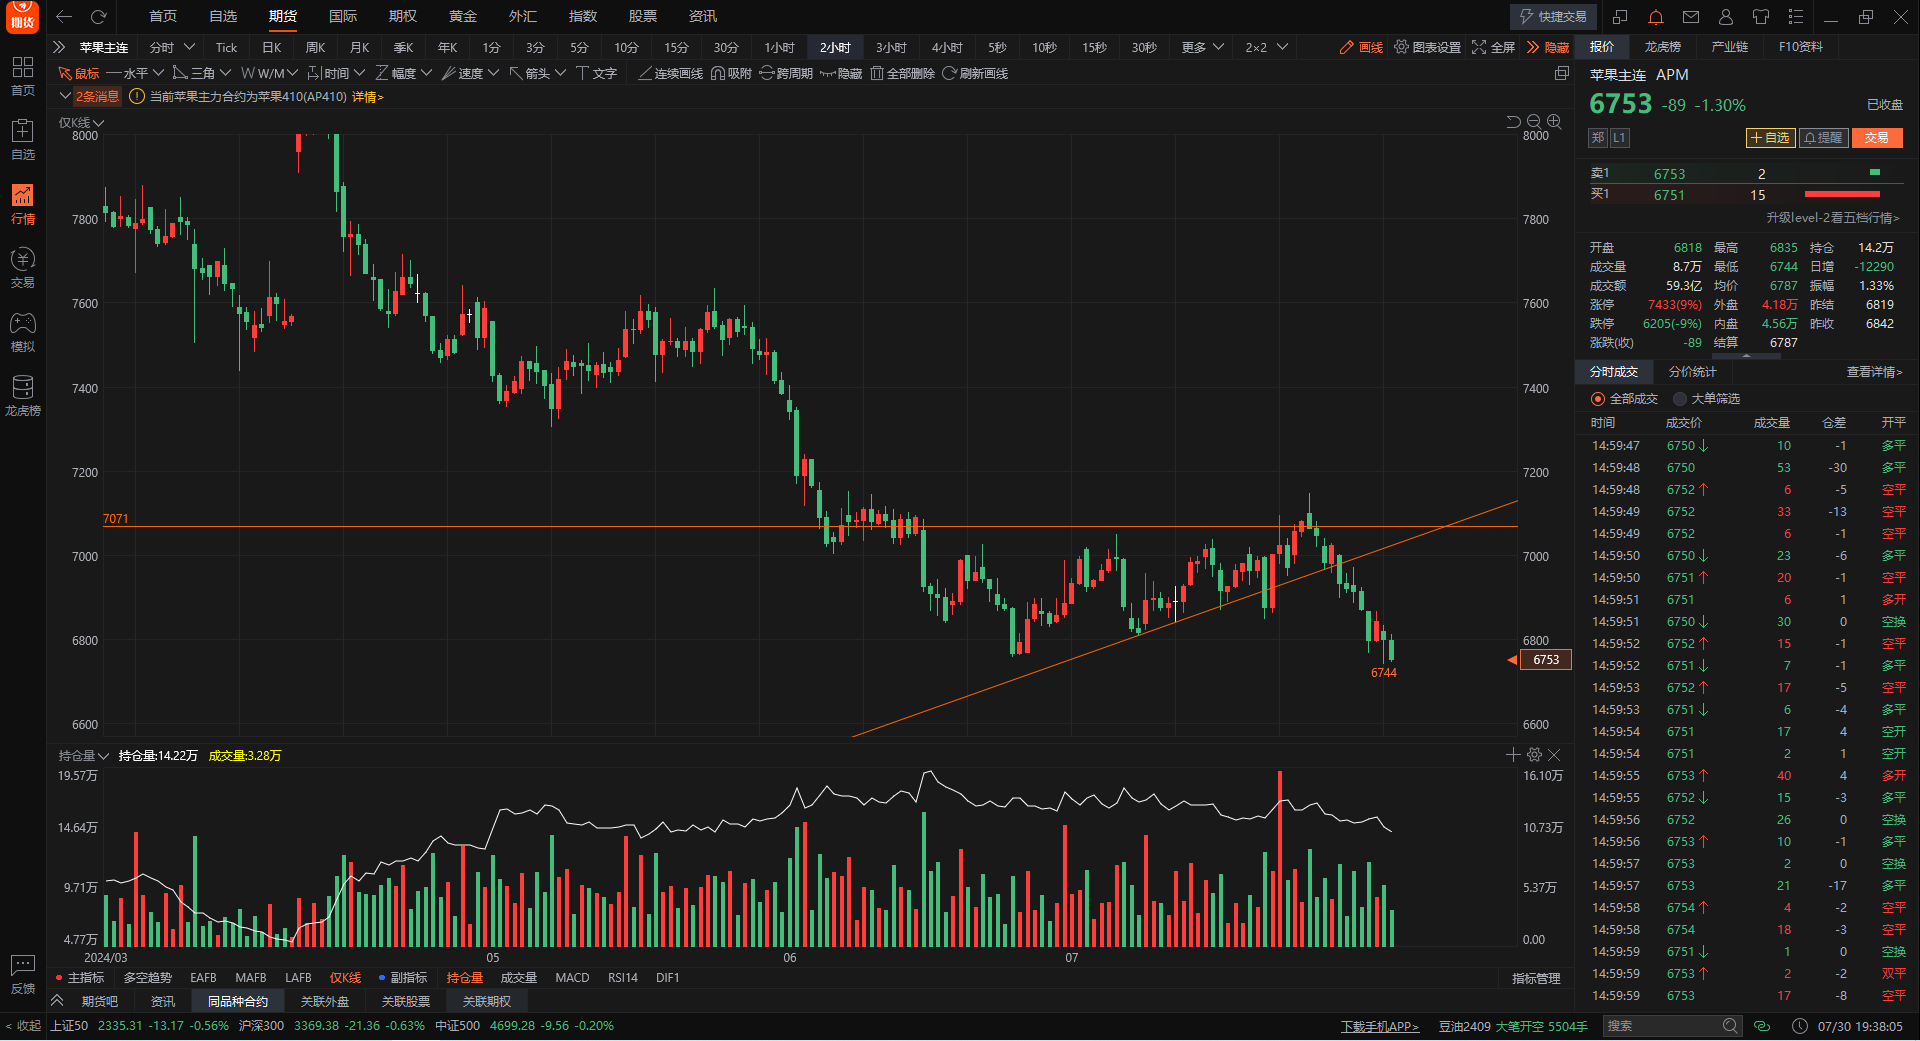 期货 首页 自选 期货 国际 期权 黄金 外汇 指数 股票 资讯 快捷交易
苹果主连 分时 Tick 日K 周K 月K 季K 年K 1分 3分 5分 10分 15分 30分 1小时 2小时 3小时 4小时 5秒 10秒 15秒 30秒 更多 2×2 画线 图表设置 全屏 隐藏 报价 龙虎榜 产业链 F10资料
鼠标 水平 三角 W/M 时间 幅度 速度 箭头 文字 连续画线 吸附 跨周期 隐藏 全部删除 刷新画线
2条消息 当前苹果主力合约为苹果410(AP410) 详情>
仅K线
首页
自选
行情
交易
模拟
龙虎榜
反馈
8000 8000
7800 7800
7600 7600
7400 7400
7200 7200
7071
7000 7000
6800 6800
6753
6744
6600 6600
持仓量 持仓量:14.22万 成交量:3.28万
19.57万 16.10万
14.64万 10.73万
9.71万 5.37万
4.77万 0.00
2024/03 05 06 07
主指标 多空趋势 EAFB MAFB LAFB 仅K线 副指标 持仓量 成交量 MACD RSI14 DIF1 指标管理
期货吧 资讯 同品种合约 关联外盘 关联股票 关联期权
苹果主连 APM
6753 -89 -1.30% 已收盘
郑 L1 自选 提醒 交易
卖1 6753 2
买1 6751 15
升级level-2看五档行情>
开盘 6818 最高 6835 持仓 14.2万
成交量 8.7万 最低 6744 日增 -12290
成交额 59.3亿 均价 6787 振幅 1.33%
涨停 7433(9%) 外盘 4.18万 昨结 6819
跌停 6205(-9%) 内盘 4.56万 昨收 6842
涨跌(收) -89 结算 6787
分时成交 分价统计 查看详情>
全部成交 大单筛选
时间 成交价 成交量 仓差 开平
14:59:47 6750↓ 10 -1 多平
14:59:48 6750 53 -30 多平
14:59:48 6752↑ 6 -5 空平
14:59:49 6752 33 -13 空平
14:59:49 6752 6 -1 空平
14:59:50 6750↓ 23 -6 多平
14:59:50 6751↑ 20 -1 空平
14:59:51 6751 6 1 多开
14:59:51 6750↓ 30 0 空换
14:59:52 6752↑ 15 -1 空平
14:59:52 6751↓ 7 -1 多平
14:59:53 6752↑ 17 -5 空平
14:59:53 6751↓ 6 -4 多平
14:59:54 6751 17 4 空开
14:59:54 6751 2 1 空开
14:59:55 6753↑ 40 4 多开
14:59:55 6752↓ 15 -3 多平
14:59:56 6752 26 0 空换
14:59:56 6753↑ 10 -1 多平
14:59:57 6753 2 0 空换
14:59:57 6753 21 -17 多平
14:59:58 6754↑ 4 -2 空平
14:59:58 6754 18 -3 空平
14:59:59 6751↓ 1 0 空换
14:59:59 6753↑ 2 -2 双平
14:59:59 6753 17 -8 空平
< 收起 上证50 2335.31 -13.17 -0.56% 沪深300 3369.38 -21.36 -0.63% 中证500 4699.28 -9.56 -0.20% 下载手机APP> 豆油2409 大笔开空 5504手 搜索 07/30 19:38:05